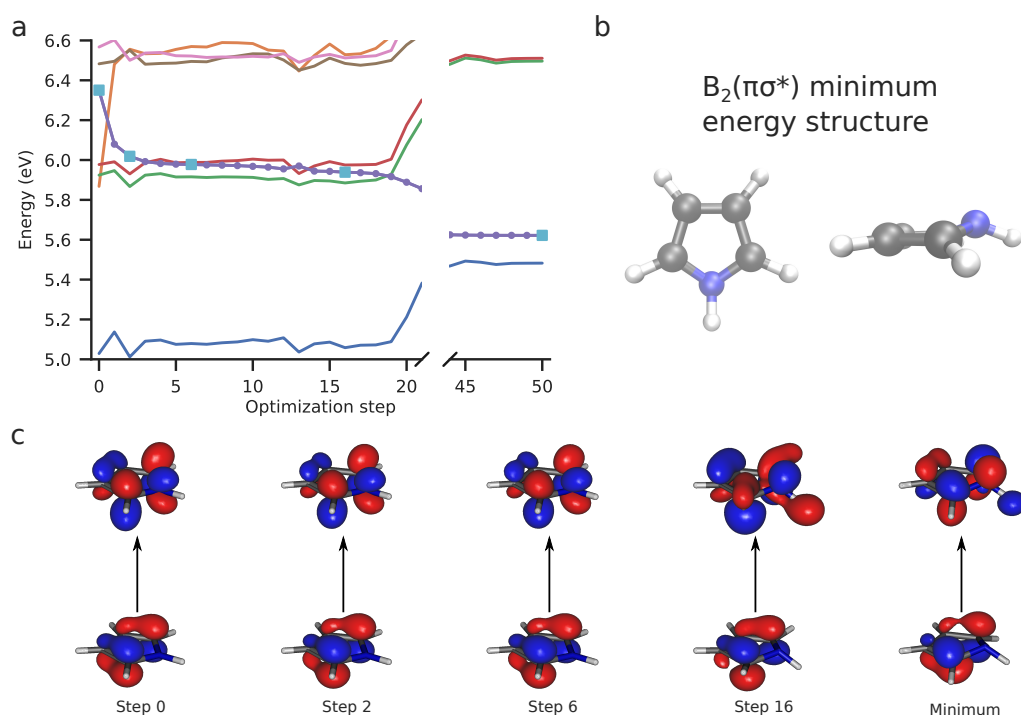 a
6.6
6.4
6.2
6.0
5.8
5.6
5.4
5.2
5.0
Energy (eV)
0
5
10
15
20
45
50
Optimization step
b
B₂(πσ*) minimum
energy structure
c
Step 0
Step 2
Step 6
Step 16
Minimum